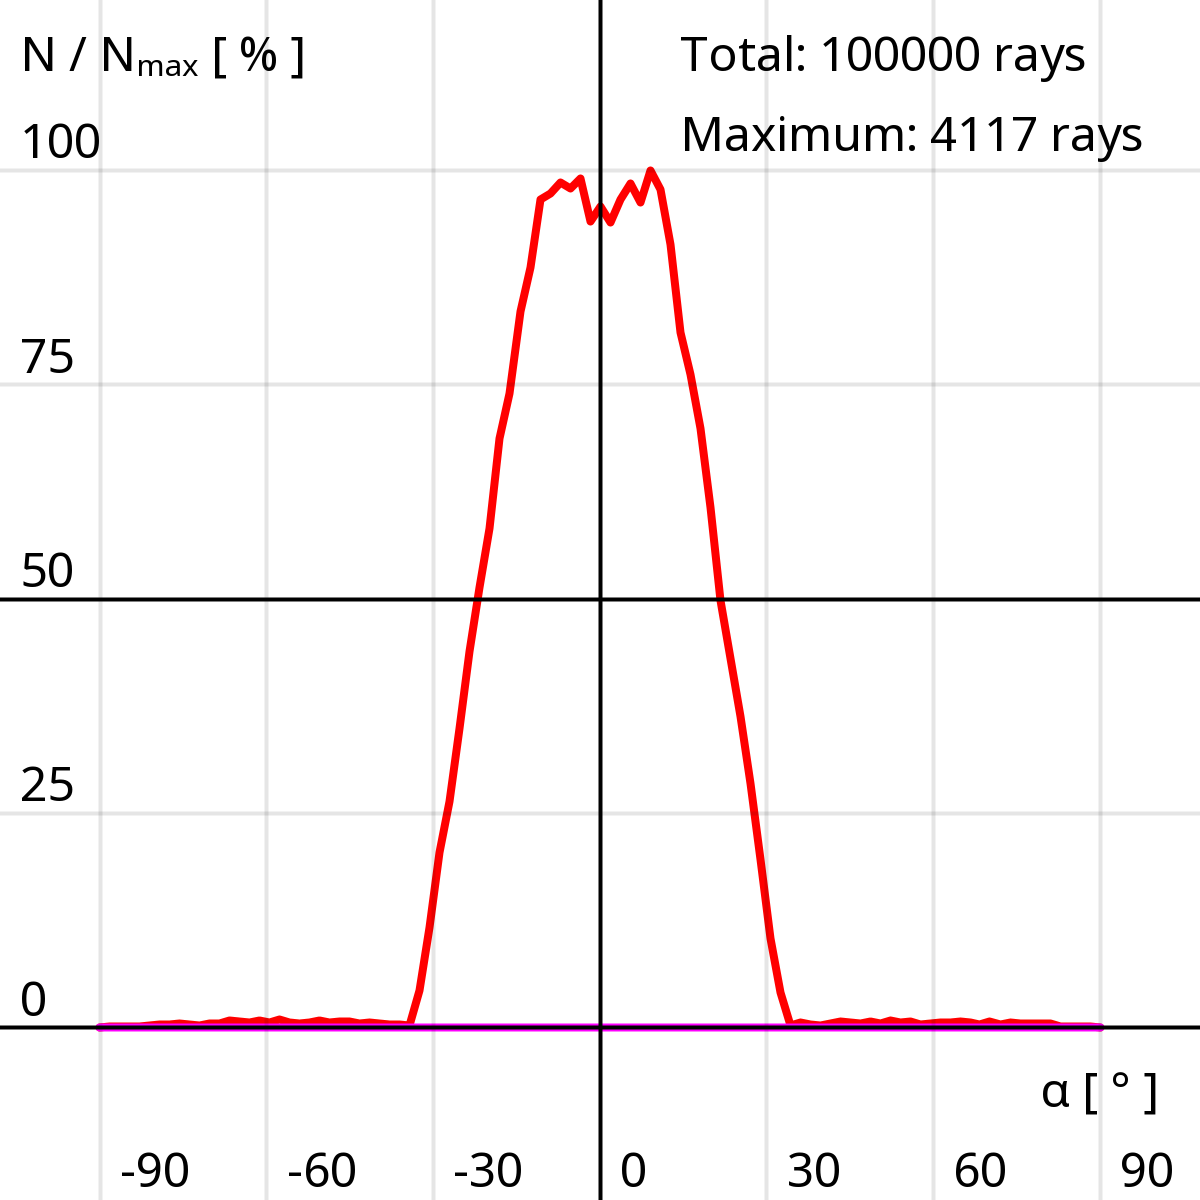 N / Nmax [ % ]
Total: 100000 rays
Maximum: 4117 rays
100
75
50
25
0
α [ ° ]
-90 -60 -30 0 30 60 90